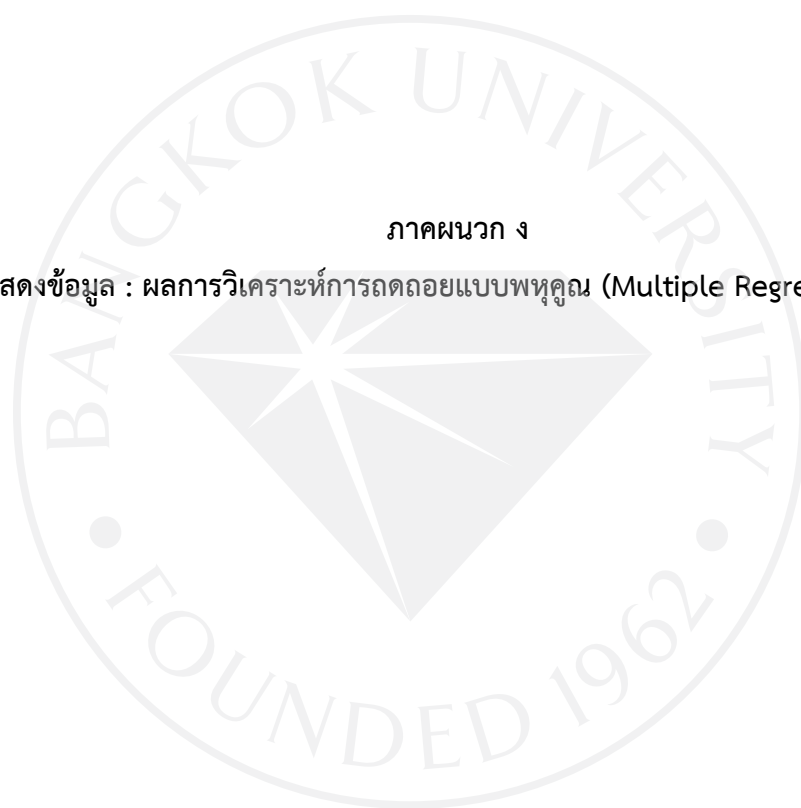 ภาคผนวก ง
สดงข้อมูล : ผลการวิเคราะห์การถดถอยแบบพหุคูณ (Multiple Regre
BANGKOK UNIVERSITY
• FOUNDED 1962 •